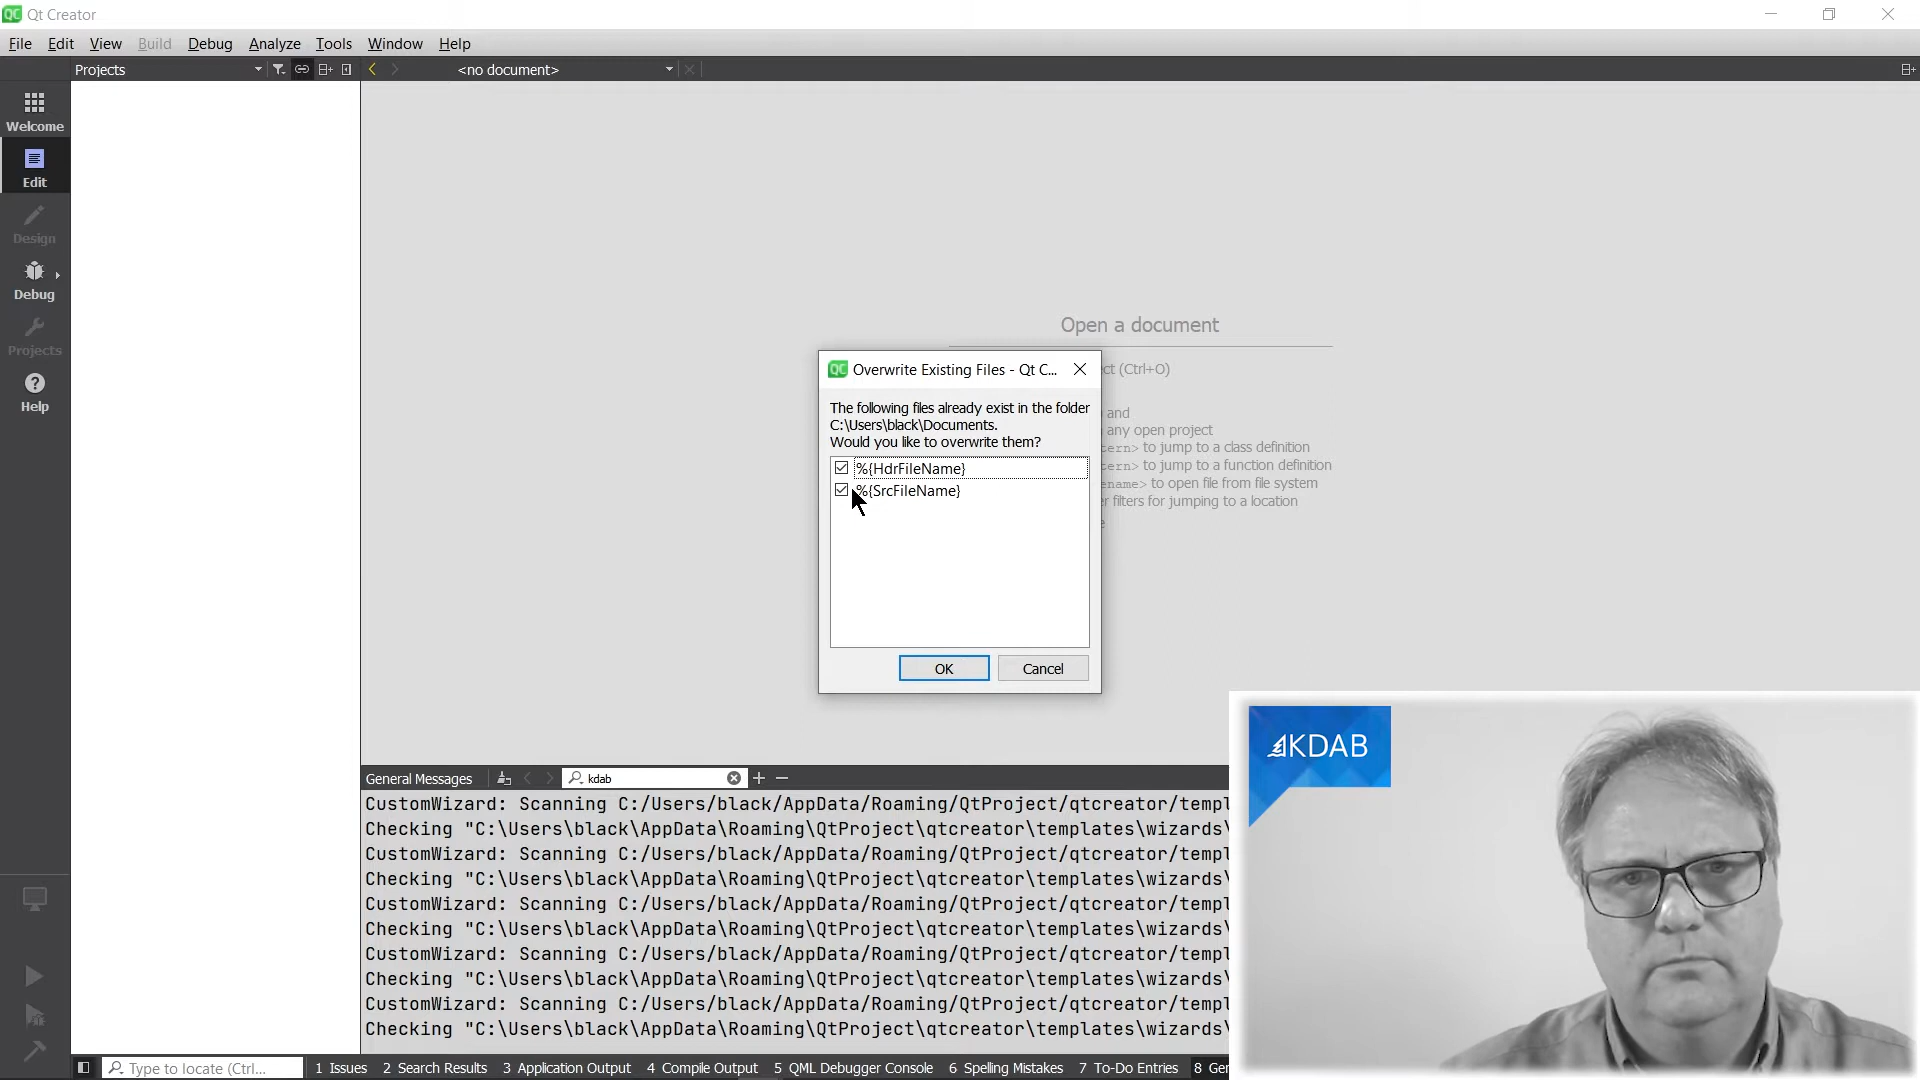 Qt Creator
File Edit View Build Debug Analyze Tools Window Help
Projects
<no document>
Welcome
Edit
Design
Debug
Projects
Help
Open a document
ect (Ctrl+O)
and
any open project
tern> to jump to a class definition
tern> to jump to a function definition
ename> to open file from file system
r filters for jumping to a location
e
Overwrite Existing Files - Qt C...
The following files already exist in the folder
C:\Users\black\Documents.
Would you like to overwrite them?
%{HdrFileName}
%{SrcFileName}
OK Cancel
KDAB
General Messages kdab
CustomWizard: Scanning C:/Users/black/AppData/Roaming/QtProject/qtcreator/templ
Checking "C:\Users\black\AppData\Roaming\QtProject\qtcreator\templates\wizards\
CustomWizard: Scanning C:/Users/black/AppData/Roaming/QtProject/qtcreator/templ
Checking "C:\Users\black\AppData\Roaming\QtProject\qtcreator\templates\wizards\
CustomWizard: Scanning C:/Users/black/AppData/Roaming/QtProject/qtcreator/templ
Checking "C:\Users\black\AppData\Roaming\QtProject\qtcreator\templates\wizards\
CustomWizard: Scanning C:/Users/black/AppData/Roaming/QtProject/qtcreator/templ
Checking "C:\Users\black\AppData\Roaming\QtProject\qtcreator\templates\wizards\
CustomWizard: Scanning C:/Users/black/AppData/Roaming/QtProject/qtcreator/templ
Checking "C:\Users\black\AppData\Roaming\QtProject\qtcreator\templates\wizards\
Type to locate (Ctrl... 1 Issues 2 Search Results 3 Application Output 4 Compile Output 5 QML Debugger Console 6 Spelling Mistakes 7 To-Do Entries 8 Ger